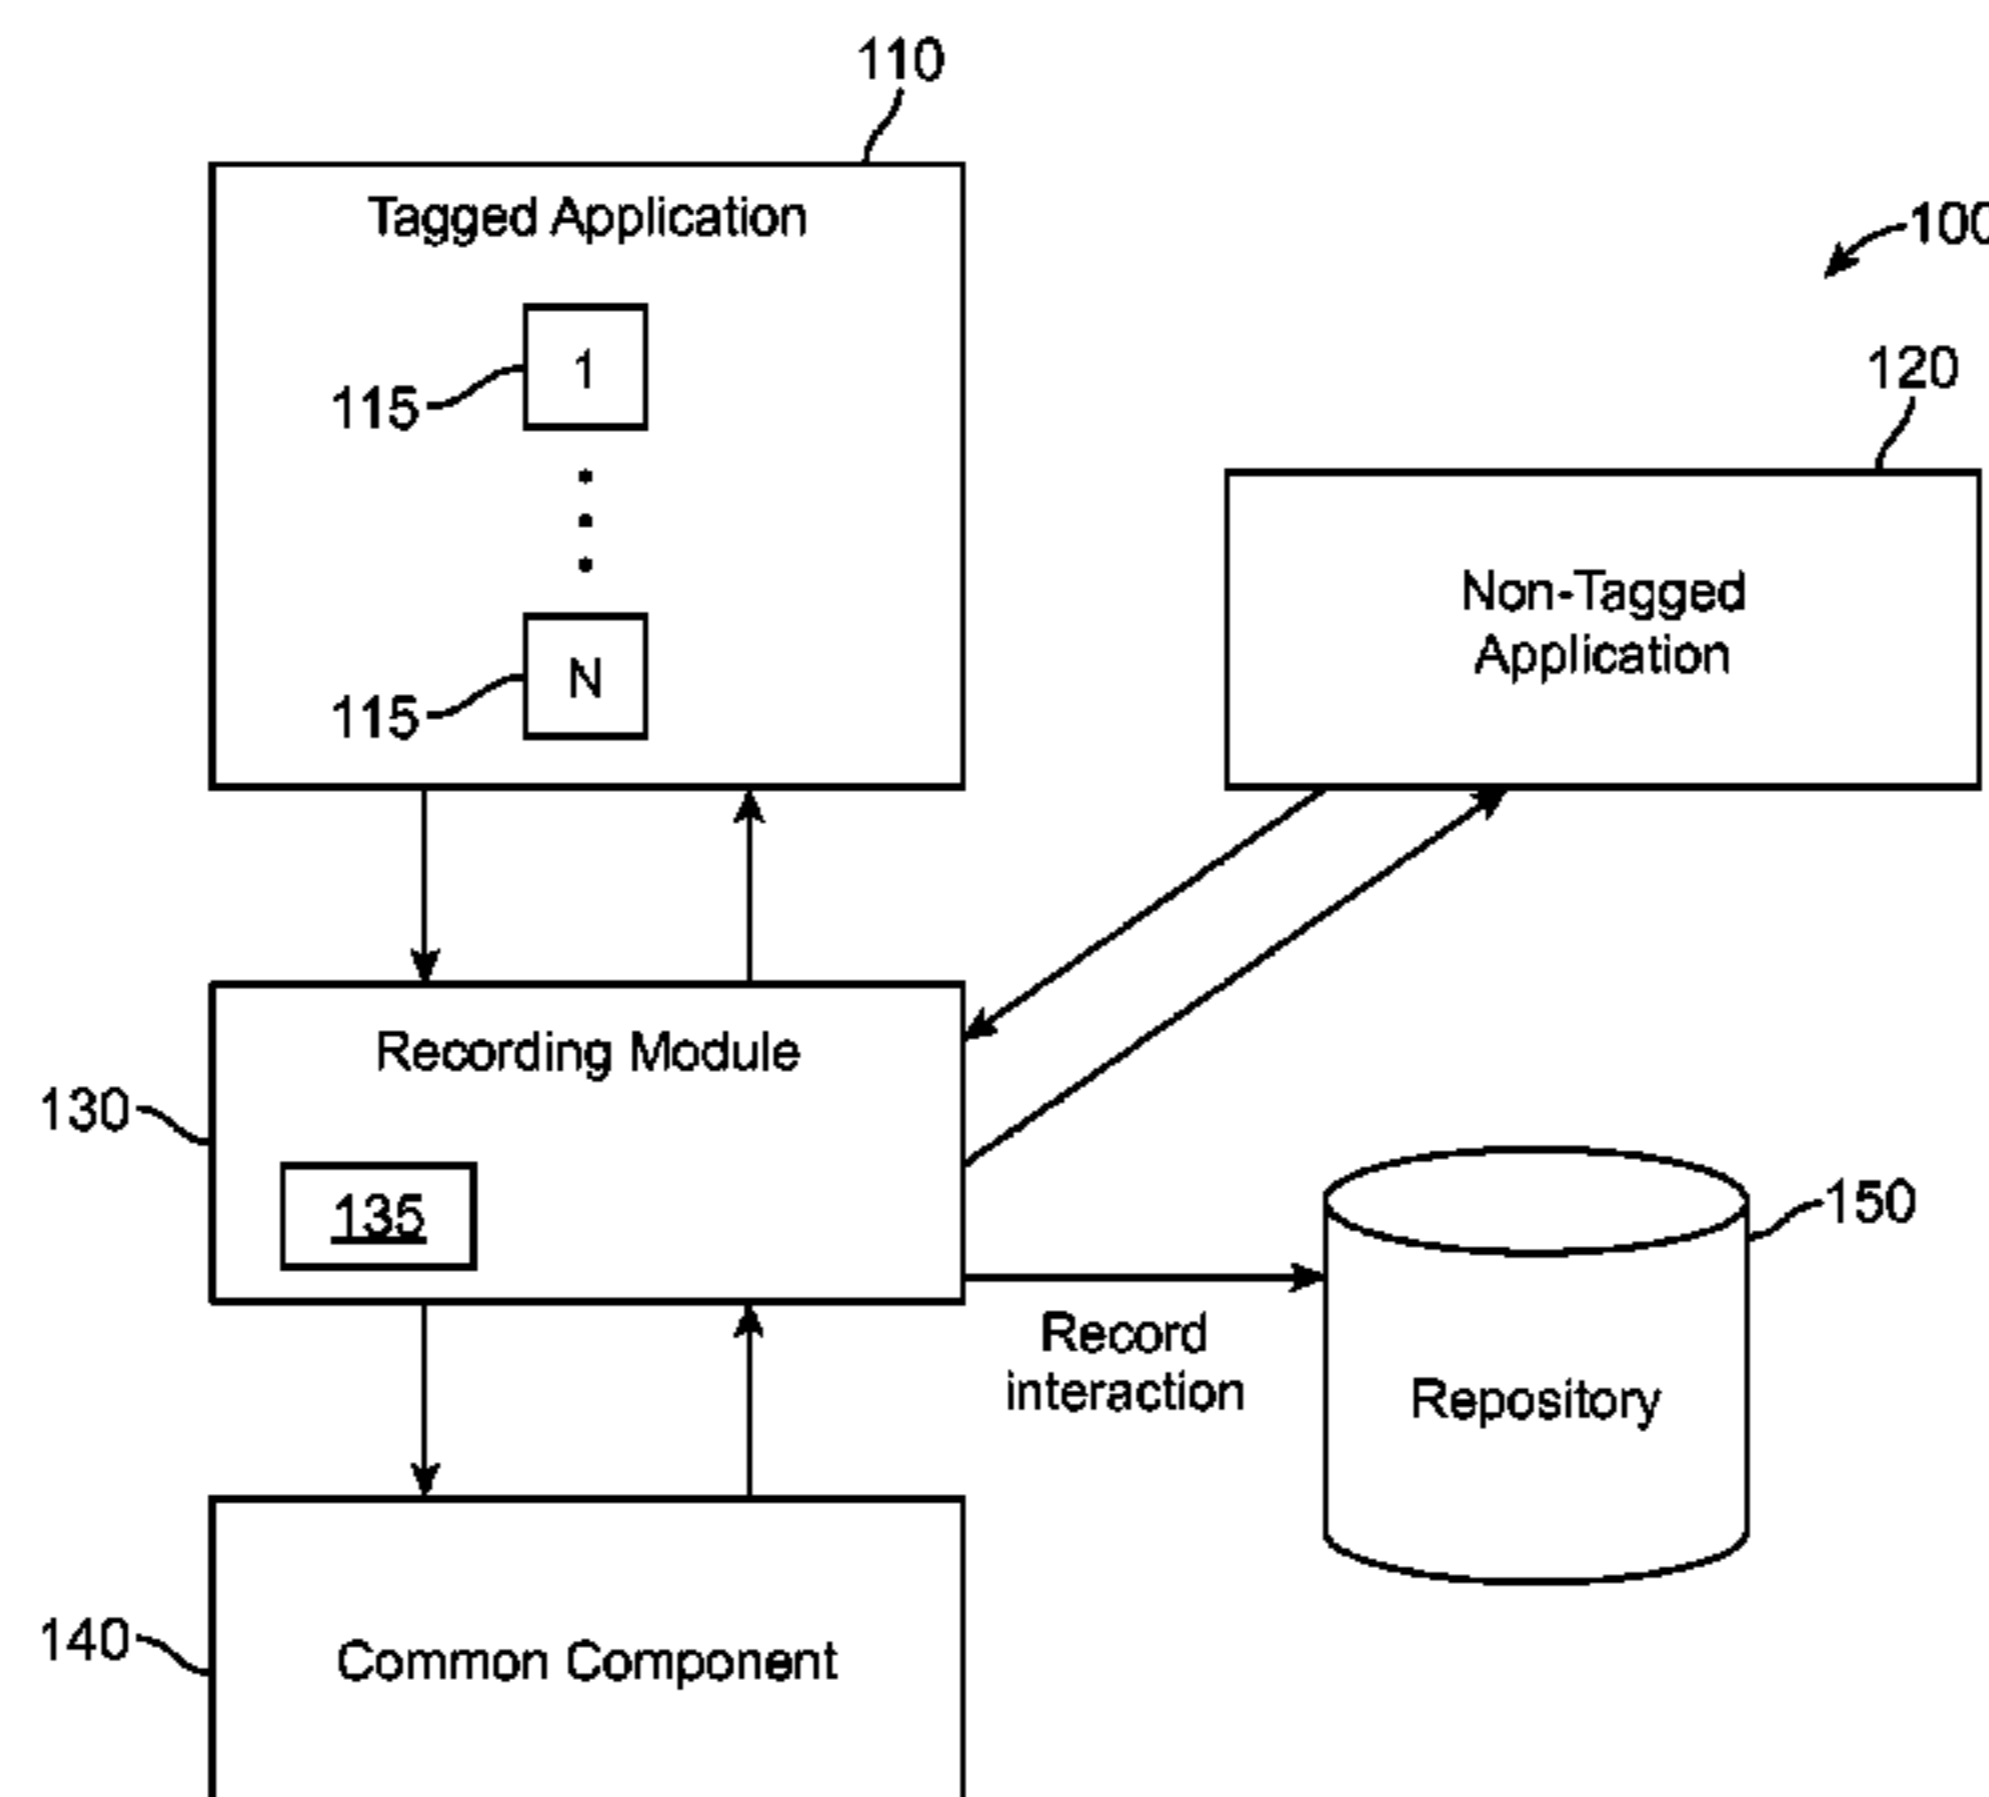 110
Tagged Application
100
1
115
120
Non-Tagged
Application
N
115
Recording Module
130
135
150
Record
interaction
Repository
140
Common Component